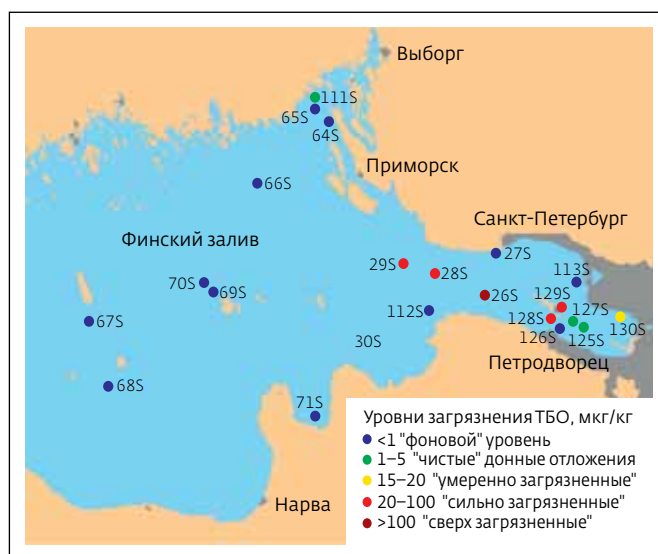 Выборг
111S
65S
64S
Приморск
66S
Санкт-Петербург
Финский залив
27S
29S
28S
113S
70S
69S
26S
129S
127S
67S
112S
128S
130S
30S
126S
125S
Петродворец
68S
71S
Уровни загрязнения ТБО, мкг/кг
<1 "фоновой" уровень
1–5 "чистые" донные отложения
15–20 "умеренно загрязненные"
20–100 "сильно загрязненные"
>100 "сверх загрязненные"
Нарва